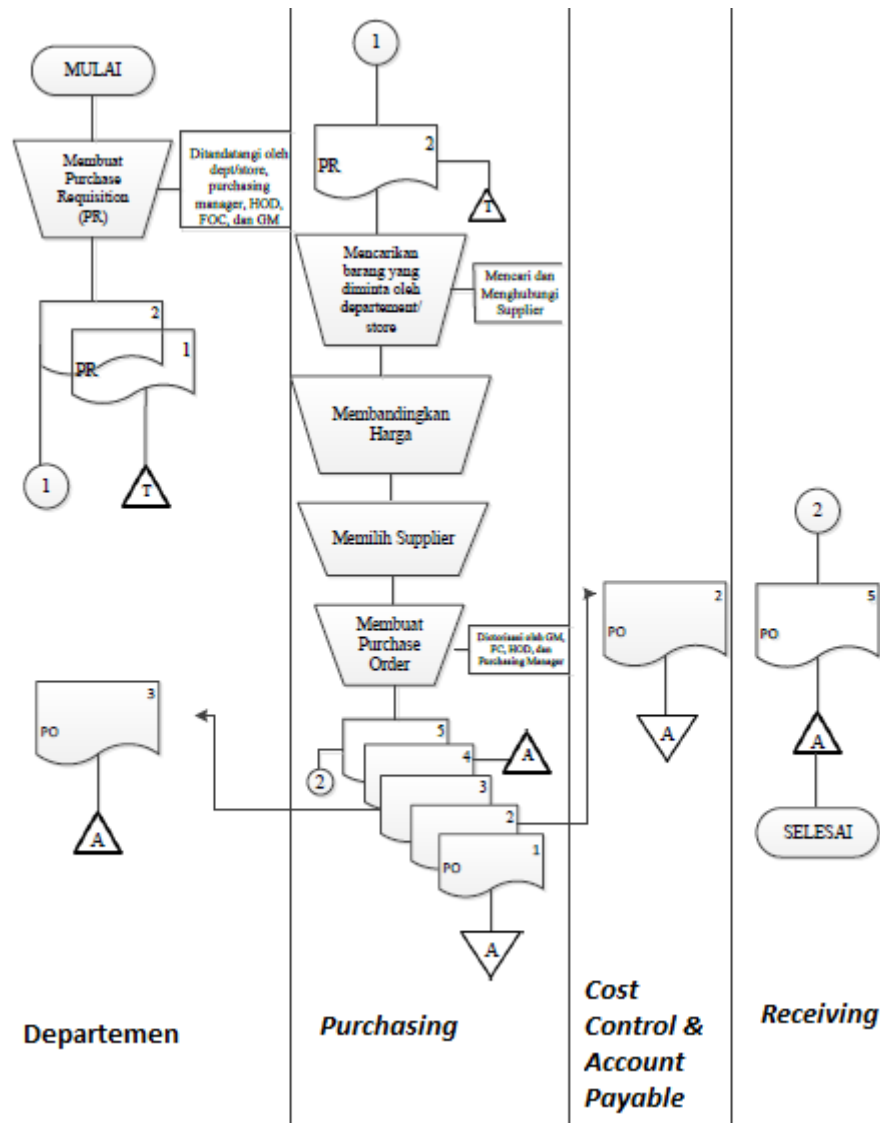 MULAI
Membuat
Purchase
Requisition
(PR)
Ditandatangi oleh
dept/store,
purchasing
manager, HOD,
FOC, dan GM
2
1
PR
1
T
3
PO
A
Departemen
1
2
PR
T
Mencarikan
barang yang
diminta oleh
departement/
store
Mencari dan
Menghubungi
Supplier
Membandingkan
Harga
Memilih Supplier
Membuat
Purchase
Order
Diotorisasi oleh GM,
FC, HOD, dan
Purchasing Manager
5
4
A
2
3
2
1
PO
A
Purchasing
2
PO
A
Cost
Control &
Account
Payable
2
5
PO
A
SELESAI
Receiving